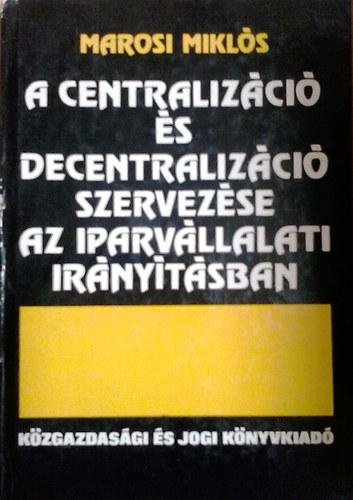 MAROSI MIKLÓS
A CENTRALIZÁCIÓ
ÉS
DECENTRALIZÁCIÓ
SZERVEZÉSE
AZ IPARVÁLLALATI
IRÁNYÍTÁSBAN
KÖZGAZDASÁGI ÉS JOGI KÖNYVKIADÓ